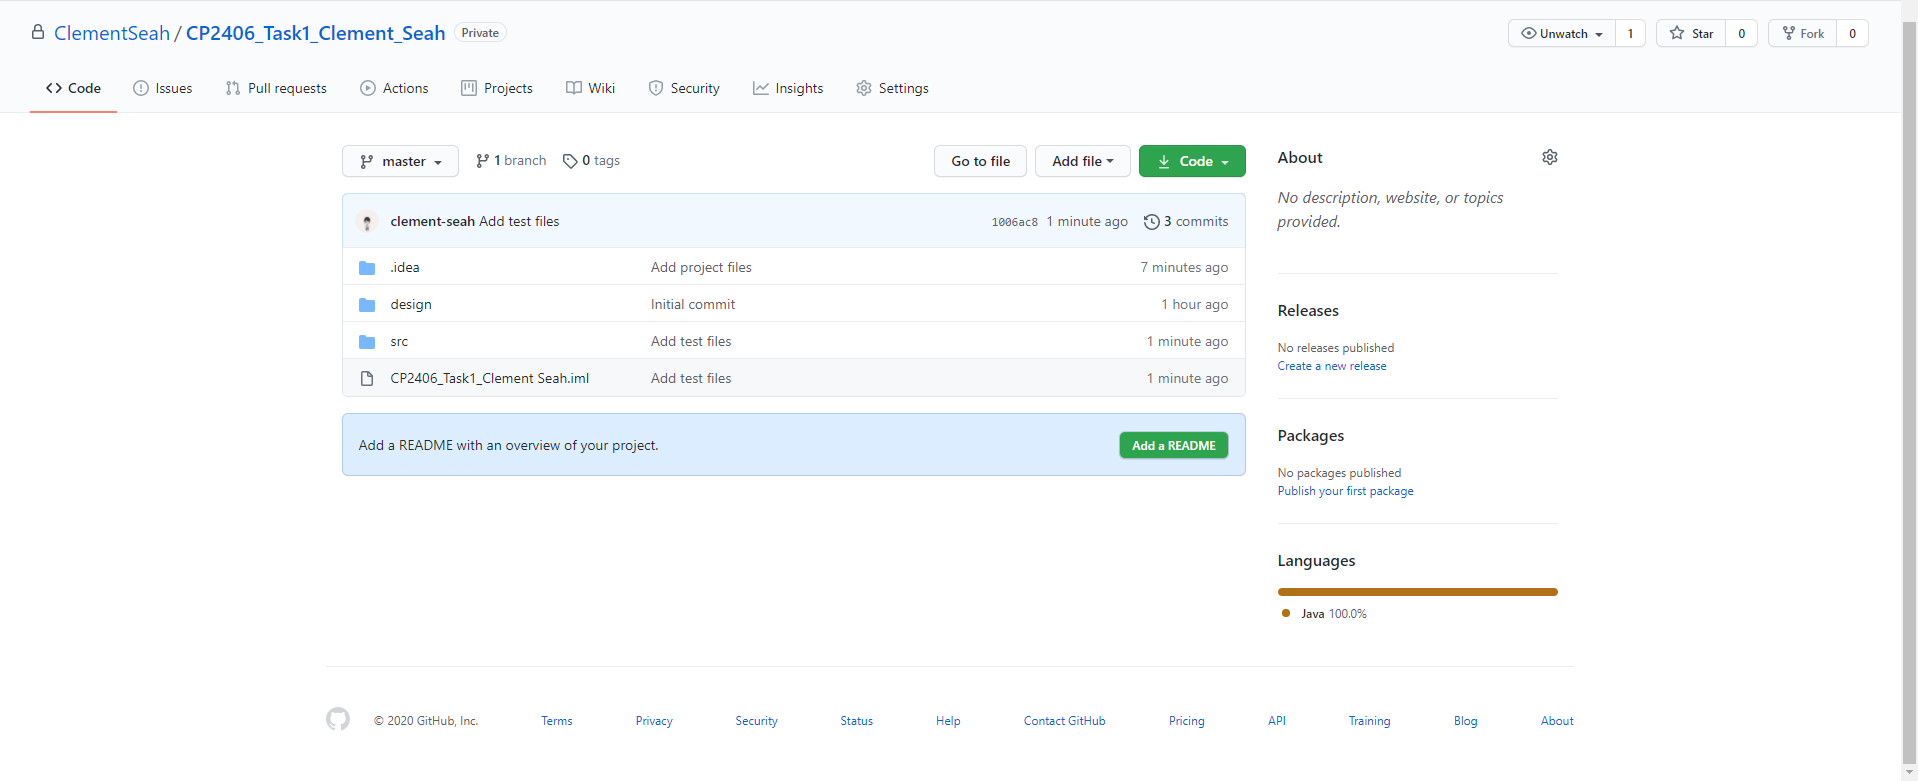 ClementSeah / CP2406_Task1_Clement_Seah Private Unwatch 1 Star 0 Fork 0
Code Issues Pull requests Actions Projects Wiki Security Insights Settings
master 1 branch 0 tags Go to file Add file Code
clement-seah Add test files 1006ac8 1 minute ago 3 commits
.idea Add project files 7 minutes ago
design Initial commit 1 hour ago
src Add test files 1 minute ago
CP2406_Task1_Clement Seah.iml Add test files 1 minute ago
Add a README with an overview of your project. Add a README
About
No description, website, or topics
provided.
Releases
No releases published
Create a new release
Packages
No packages published
Publish your first package
Languages
Java 100.0%
© 2020 GitHub, Inc. Terms Privacy Security Status Help Contact GitHub Pricing API Training Blog About